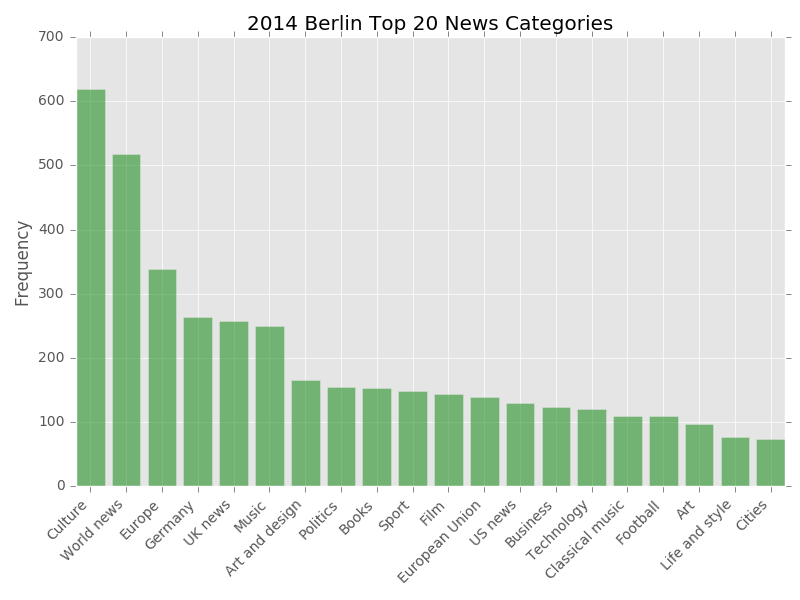 2014 Berlin Top 20 News Categories
700
600
500
400
300
200
100
0
Frequency
Culture
World news
Europe
Germany
UK news
Music
Art and design
Politics
Books
Sport
Film
European Union
US news
Business
Technology
Classical music
Football
Art
Life and style
Cities